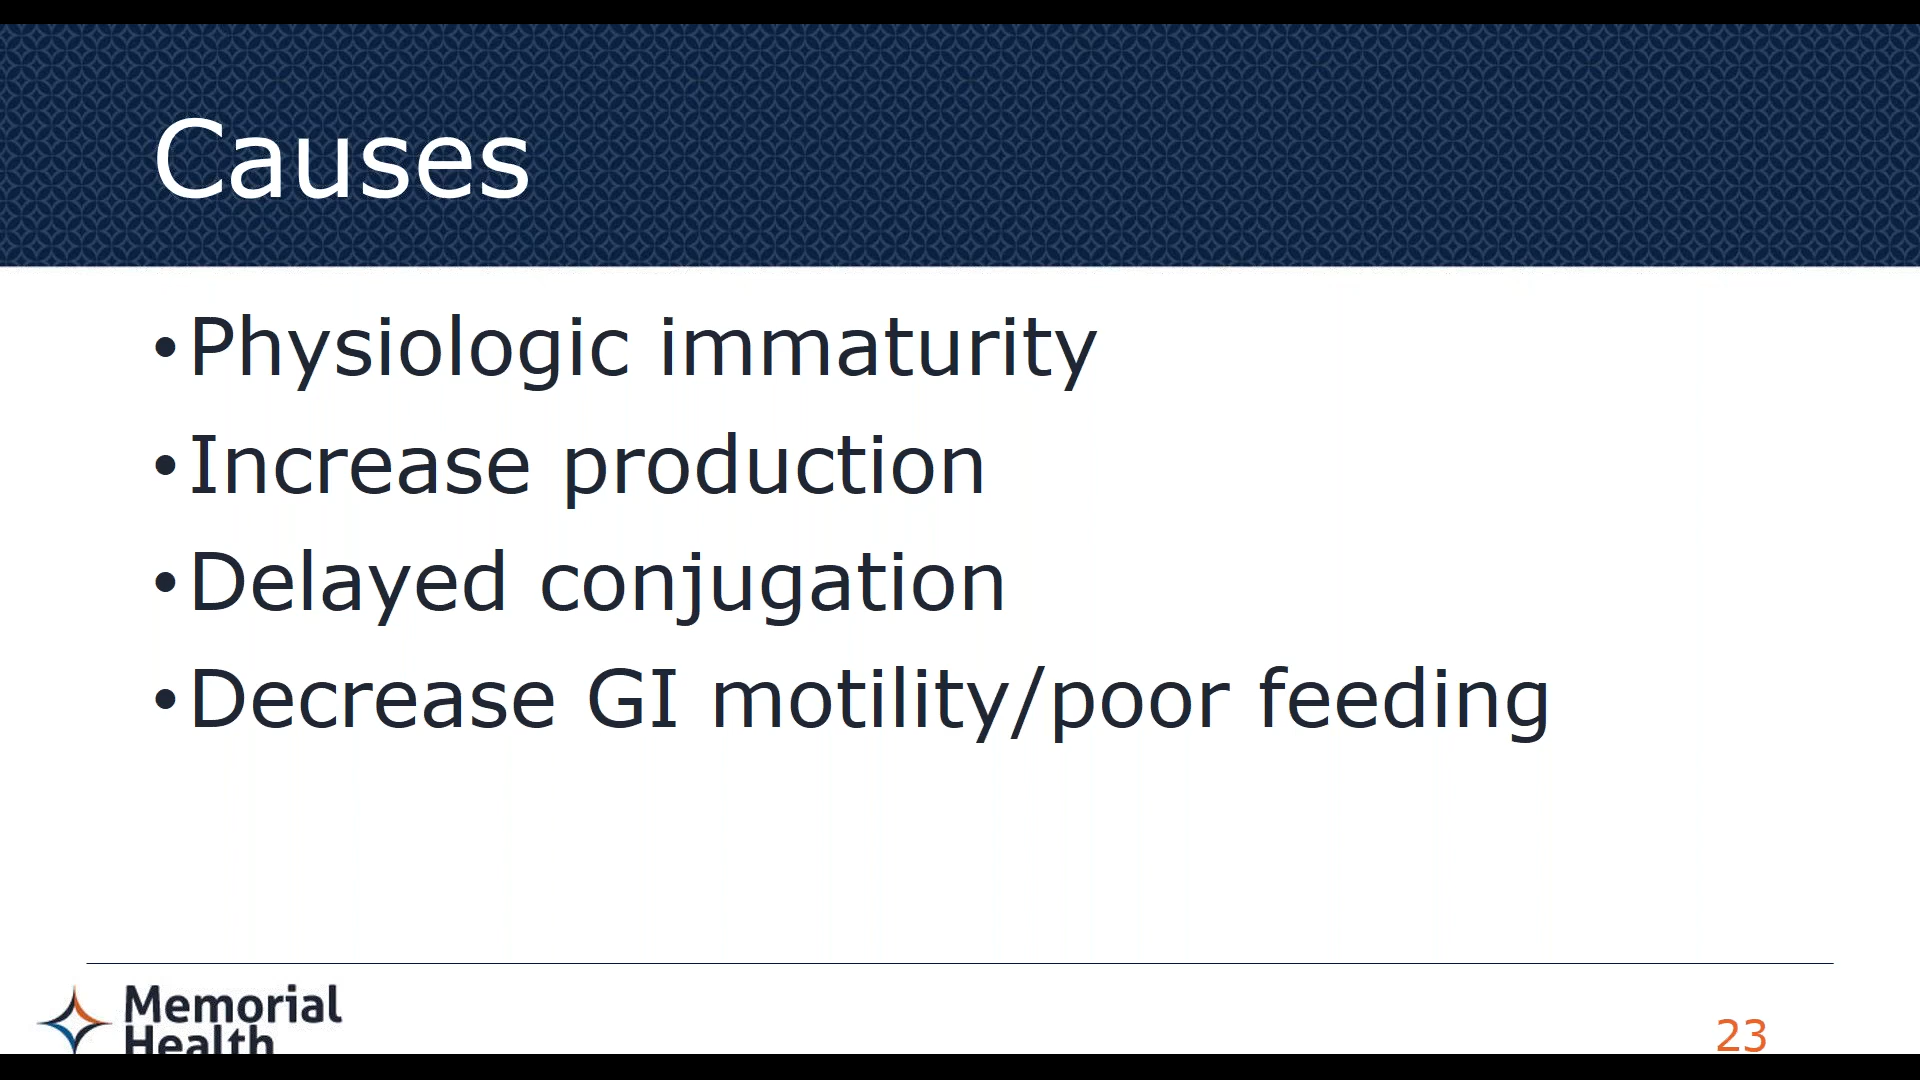 Causes
•Physiologic immaturity
•Increase production
•Delayed conjugation
•Decrease GI motility/poor feeding
Memorial
Health
23